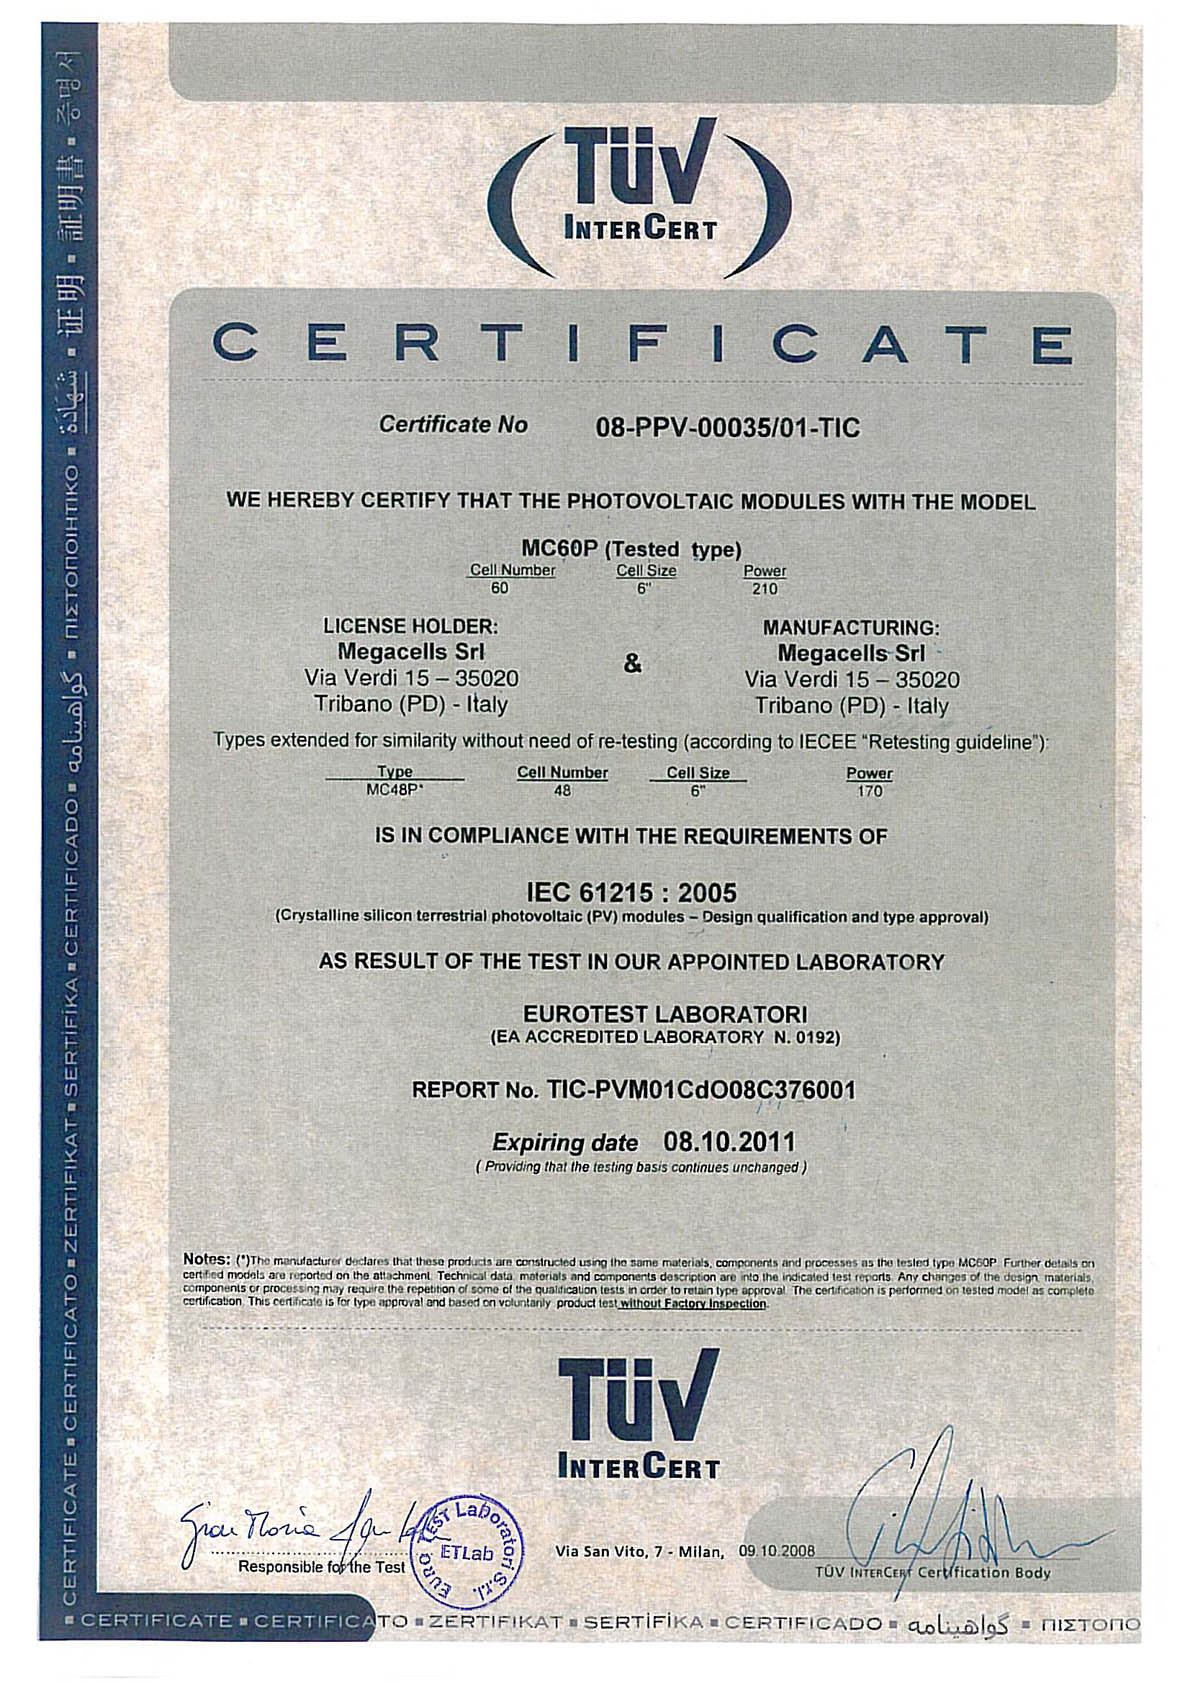 TÜV
INTERCERT
CERTIFICATE
Certificate No 08-PPV-00035/01-TIC
WE HEREBY CERTIFY THAT THE PHOTOVOLTAIC MODULES WITH THE MODEL
MC60P (Tested type)
Cell Number Cell Size Power
60 6" 210
LICENSE HOLDER: MANUFACTURING:
Megacells Srl & Megacells Srl
Via Verdi 15 – 35020 Via Verdi 15 – 35020
Tribano (PD) - Italy Tribano (PD) - Italy
Types extended for similarity without need of re-testing (according to IECEE “Retesting guideline”):
Type Cell Number Cell Size Power
MC48P* 48 6" 170
IS IN COMPLIANCE WITH THE REQUIREMENTS OF
IEC 61215 : 2005
(Crystalline silicon terrestrial photovoltaic (PV) modules – Design qualification and type approval)
AS RESULT OF THE TEST IN OUR APPOINTED LABORATORY
EUROTEST LABORATORI
(EA ACCREDITED LABORATORY N. 0192)
REPORT No. TIC-PVM01CdO08C376001
Expiring date 08.10.2011
( Providing that the testing basis continues unchanged )
Notes: (*)The manufacturer declares that these products are constructed using the same materials, components and processes as the tested type MC60P. Further details on
certified models are reported on the attachment. Technical data, materials and components description are into the indicated test reports. Any changes of the design, materials,
components or processing may require the repetition of some of the qualification tests in order to retain type approval. The certification is performed on tested model as complete
certification. This certificate is for type approval and based on voluntarily product test without Factory Inspection.
TÜV
INTERCERT
Responsible for the Test
EURO TEST Laboratori S.r.l.
ETLab
Via San Vito, 7 - Milan, 09.10.2008
TÜV INTERCERT Certification Body
CERTIFICATE ▪ CERTIFICATO ▪ ZERTIFIKAT ▪ SERTİFİKA ▪ CERTIFICADO ▪ گواهینامه ▪ ΠΙΣΤΟΠΟΙΗΤΙΚΟ ▪ شهادة ▪ 证明 ▪ 証明書 ▪ 증명서
▪ CERTIFICATE ▪ CERTIFICATO ▪ ZERTIFIKAT ▪ SERTİFİKA ▪ CERTIFICADO ▪ گواهینامه ▪ ΠΙΣΤΟΠΟ